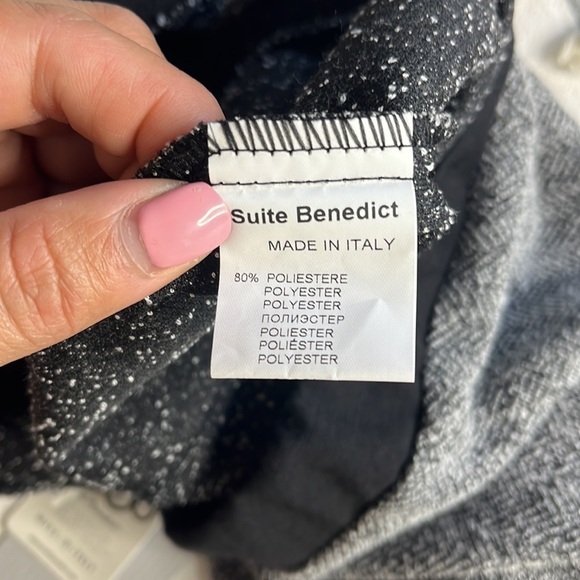 Suite Benedict
MADE IN ITALY
80% POLIESTERE
POLYESTER
POLYESTER
ПОЛИЭСТЕР
POLIESTER
POLIÉSTER
POLYESTER